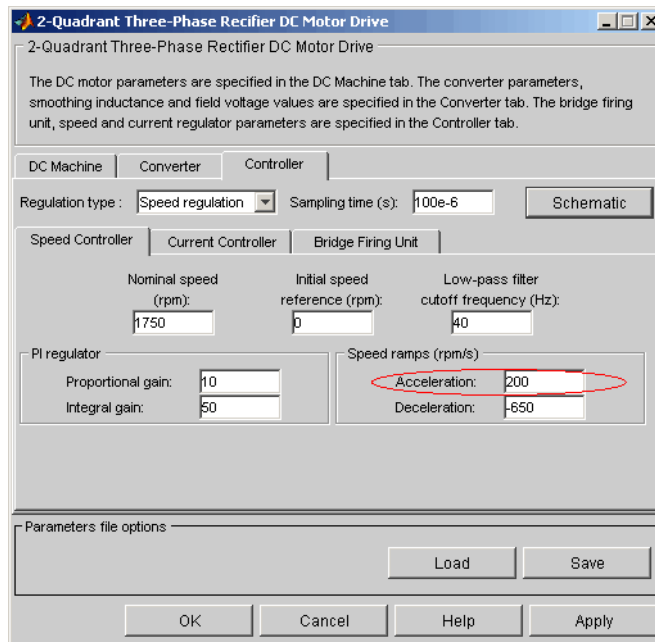 2-Quadrant Three-Phase Recifier DC Motor Drive
2-Quadrant Three-Phase Rectifier DC Motor Drive
The DC motor parameters are specified in the DC Machine tab. The converter parameters,
smoothing inductance and field voltage values are specified in the Converter tab. The bridge firing
unit, speed and current regulator parameters are specified in the Controller tab.
DC Machine Converter Controller
Regulation type : Speed regulation Sampling time (s): 100e-6 Schematic
Speed Controller Current Controller Bridge Firing Unit
Nominal speed Initial speed Low-pass filter
(rpm): reference (rpm): cutoff frequency (Hz):
1750 0 40
PI regulator Speed ramps (rpm/s)
Proportional gain: 10 Acceleration: 200
Integral gain: 50 Deceleration: -650
Parameters file options
Load Save
OK Cancel Help Apply